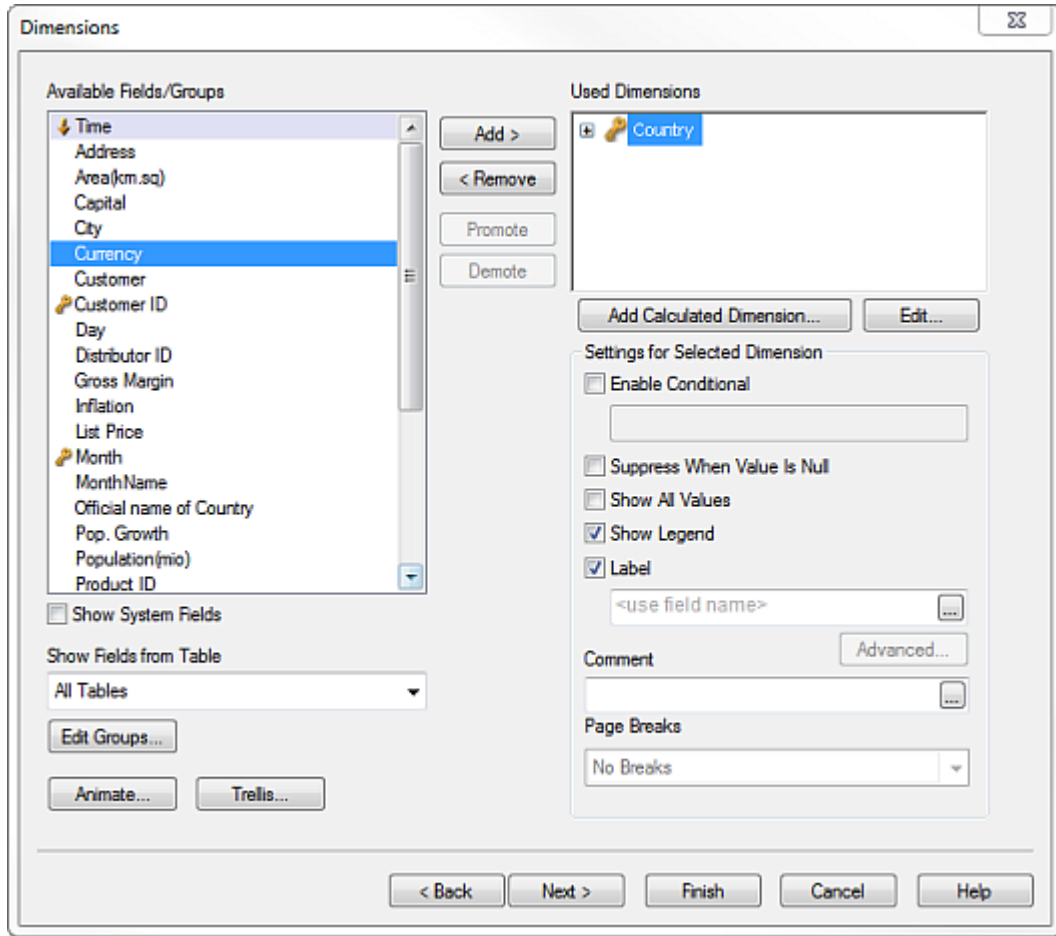 Dimensions
Available Fields/Groups
Time
Address
Area(km.sq)
Capital
City
Currency
Customer
Customer ID
Day
Distributor ID
Gross Margin
Inflation
List Price
Month
MonthName
Official name of Country
Pop. Growth
Population(mio)
Product ID
Show System Fields
Show Fields from Table
All Tables
Edit Groups...
Animate...
Trellis...
Add >
< Remove
Promote
Demote
Used Dimensions
Country
Add Calculated Dimension...
Edit...
Settings for Selected Dimension
Enable Conditional
Suppress When Value Is Null
Show All Values
Show Legend
Label
<use field name>
...
Advanced...
Comment
...
Page Breaks
No Breaks
< Back
Next >
Finish
Cancel
Help